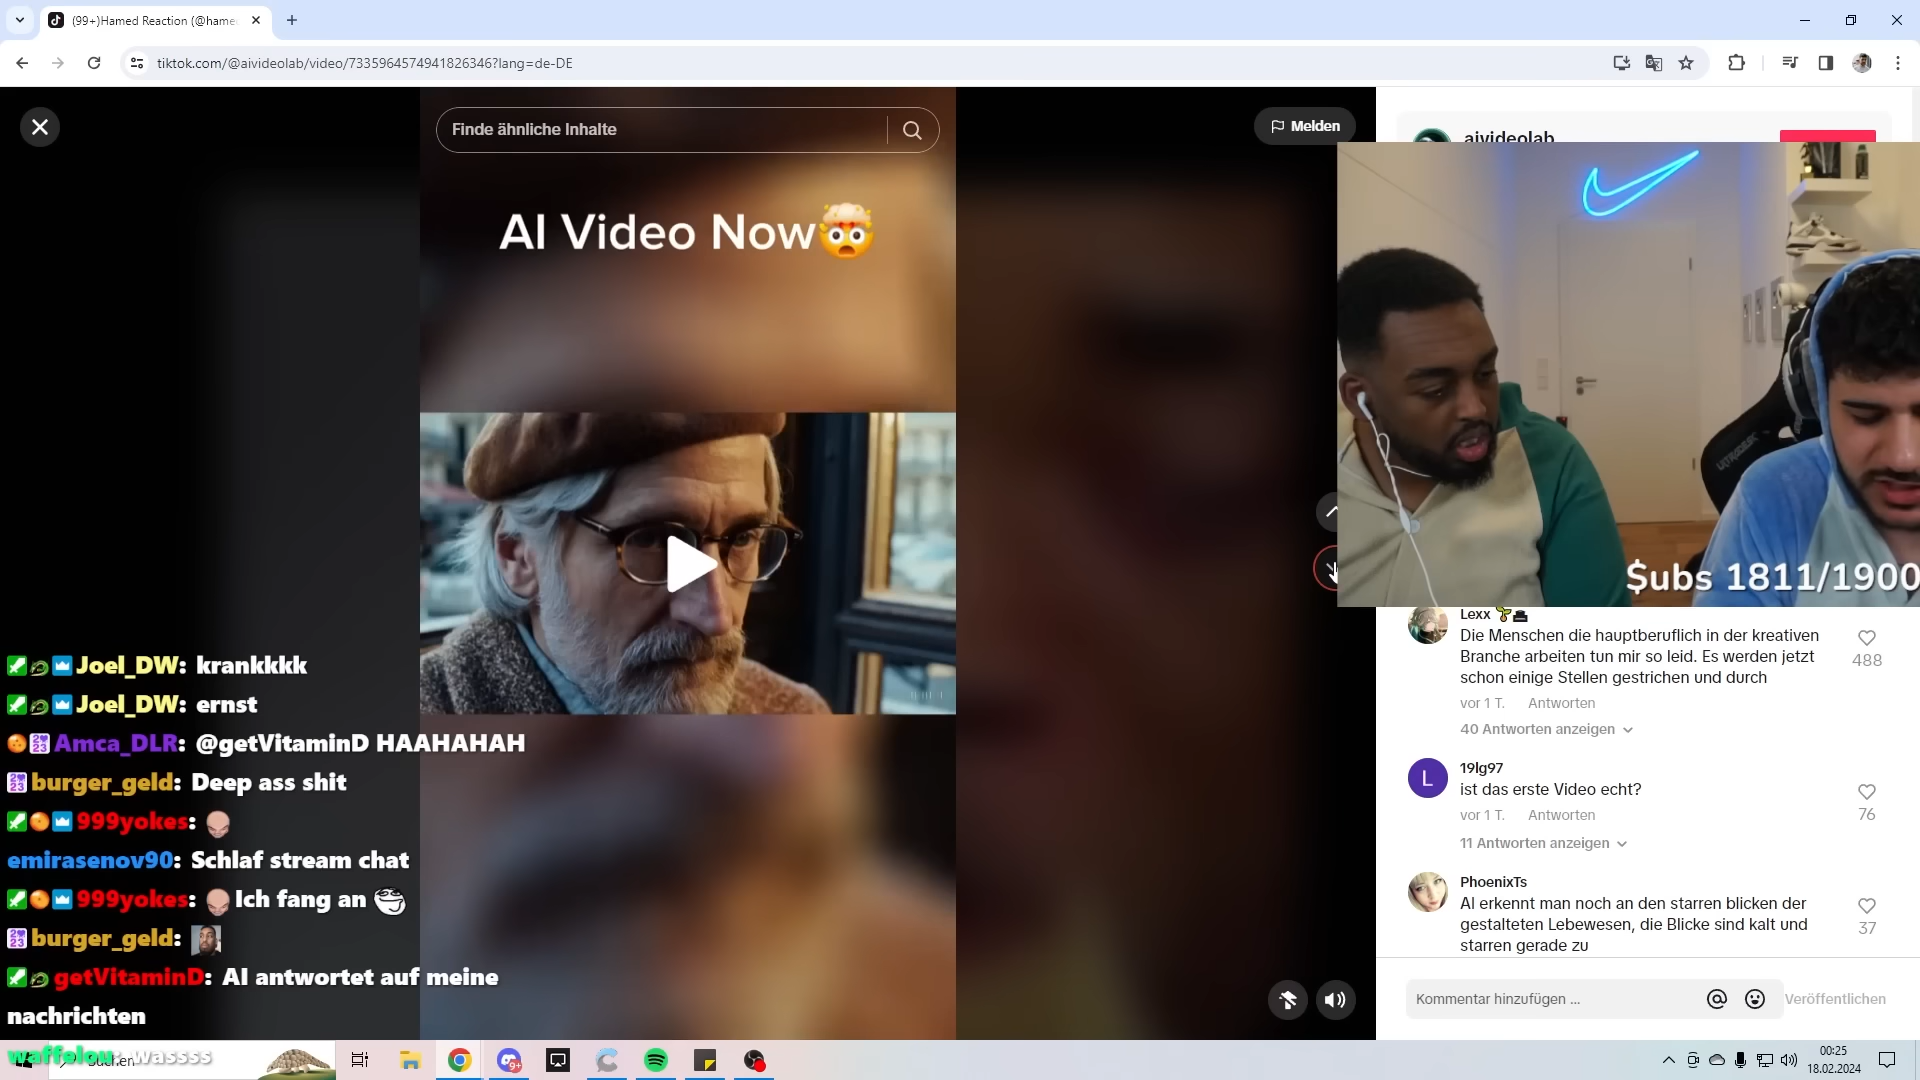 (99+)Hamed Reaction (@hame
tiktok.com/@aivideolab/video/7335964574941826346?lang=de-DE
Finde ähnliche Inhalte
Melden
AI Video Now🤯
aivideolab
$ubs 1811/1900
Lexx
Die Menschen die hauptberuflich in der kreativen
Branche arbeiten tun mir so leid. Es werden jetzt
schon einige Stellen gestrichen und durch
488
vor 1 T. Antworten
40 Antworten anzeigen
L
19lg97
ist das erste Video echt?
76
vor 1 T. Antworten
11 Antworten anzeigen
PhoenixTs
AI erkennt man noch an den starren blicken der
gestalteten Lebewesen, die Blicke sind kalt und
starren gerade zu
37
Kommentar hinzufügen ...
Veröffentlichen
Joel_DW: krankkkk
Joel_DW: ernst
Amca_DLR: @getVitaminD HAAHAHAH
burger_geld: Deep ass shit
999yokes:
emirasenov90: Schlaf stream chat
999yokes: Ich fang an
burger_geld:
getVitaminD: AI antwortet auf meine
nachrichten
waffelou: wassss
Suchen
00:25
18.02.2024